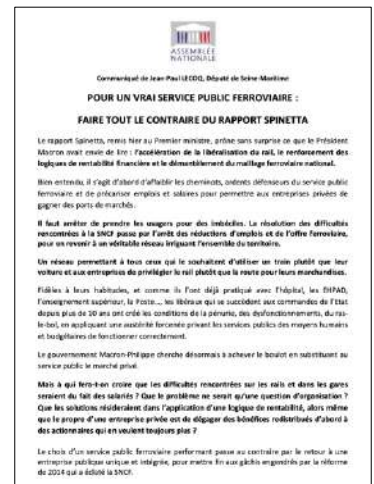 ASSEMBLÉE
NATIONALE
Communiqué de Jean-Paul LECOQ, Député de Seine-Maritime
POUR UN VRAI SERVICE PUBLIC FERROVIAIRE :
FAIRE TOUT LE CONTRAIRE DU RAPPORT SPINETTA
Le rapport Spinetta, remis hier au Premier ministre, prône sans surprise ce que le Président
Macron avait envie de lire : l'accélération de la libéralisation du rail, le renforcement des
logiques de rentabilité financière et le démantèlement du maillage ferroviaire national.
Bien entendu, il s'agit d'abord d'affaiblir les cheminots, ardents défenseurs du service public
ferroviaire et de précariser emplois et salaires pour permettre aux entreprises privées de
gagner des parts de marchés.
Il faut arrêter de prendre les usagers pour des imbéciles. La résolution des difficultés
rencontrées à la SNCF passe par l'arrêt des réductions d'emplois et de l'offre ferroviaire,
pour en revenir à un véritable réseau irriguant l'ensemble du territoire.
Un réseau permettant à tous ceux qui le souhaitent d'utiliser un train plutôt que leur
voiture et aux entreprises de privilégier le rail plutôt que la route pour leurs marchandises.
Fidèles à leurs habitudes, et comme ils l'ont déjà pratiqué avec l'hôpital, les EHPAD,
l'enseignement supérieur, la Poste..., les libéraux qui se succèdent aux commandes de l'Etat
depuis plus de 10 ans ont créé les conditions de la pénurie, des dysfonctionnements, du ras-
le-bol, en appliquant une austérité forcenée privant les services publics des moyens humains
et budgétaires de fonctionner correctement.
Le gouvernement Macron-Philippe cherche désormais à achever le boulot en substituant au
service public le marché privé.
Mais à qui fera-t-on croire que les difficultés rencontrées sur les rails et dans les gares
seraient du fait des salariés ? Que le problème ne serait qu'une question d'organisation ?
Que les solutions résideraient dans l'application d'une logique de rentabilité, alors même
que le propre d'une entreprise privée est de dégager des bénéfices redistribués d'abord à
des actionnaires qui en veulent toujours plus ?
Le choix d'un service public ferroviaire performant passe au contraire par le retour à une
entreprise publique unique et intégrée, pour mettre fin aux gâchis engendrés par la réforme
de 2014 qui a éclaté la SNCF.